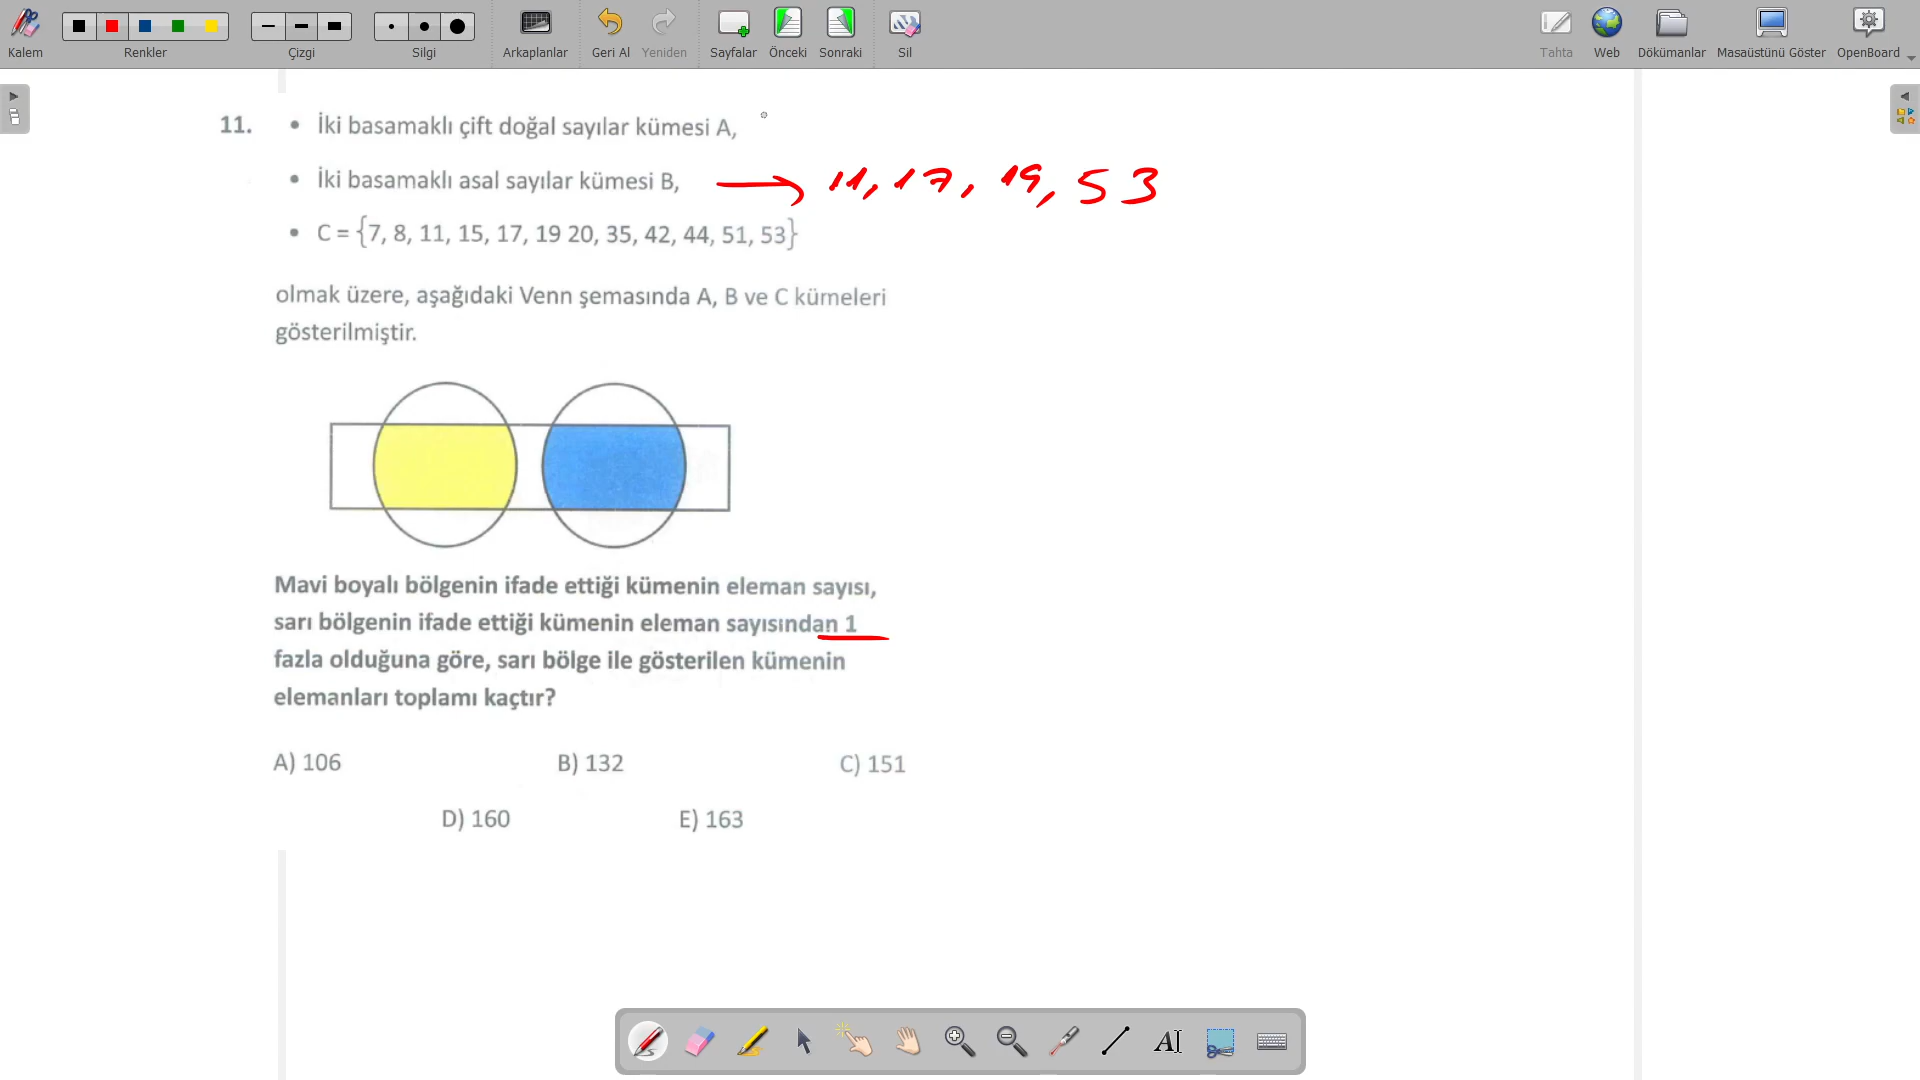 Kalem
Renkler
Çizgi
Silgi
Arkaplanlar
Geri Al
Yeniden
Sayfalar
Önceki
Sonraki
Sil
Tahta
Web
Dökümanlar
Masaüstünü Göster
OpenBoard
11. • İki basamaklı çift doğal sayılar kümesi A,
• İki basamaklı asal sayılar kümesi B, → 11, 17, 19, 53
• C = {7, 8, 11, 15, 17, 19 20, 35, 42, 44, 51, 53}
olmak üzere, aşağıdaki Venn şemasında A, B ve C kümeleri
gösterilmiştir.
Mavi boyalı bölgenin ifade ettiği kümenin eleman sayısı,
sarı bölgenin ifade ettiği kümenin eleman sayısından 1
fazla olduğuna göre, sarı bölge ile gösterilen kümenin
elemanları toplamı kaçtır?
A) 106 B) 132 C) 151
D) 160 E) 163